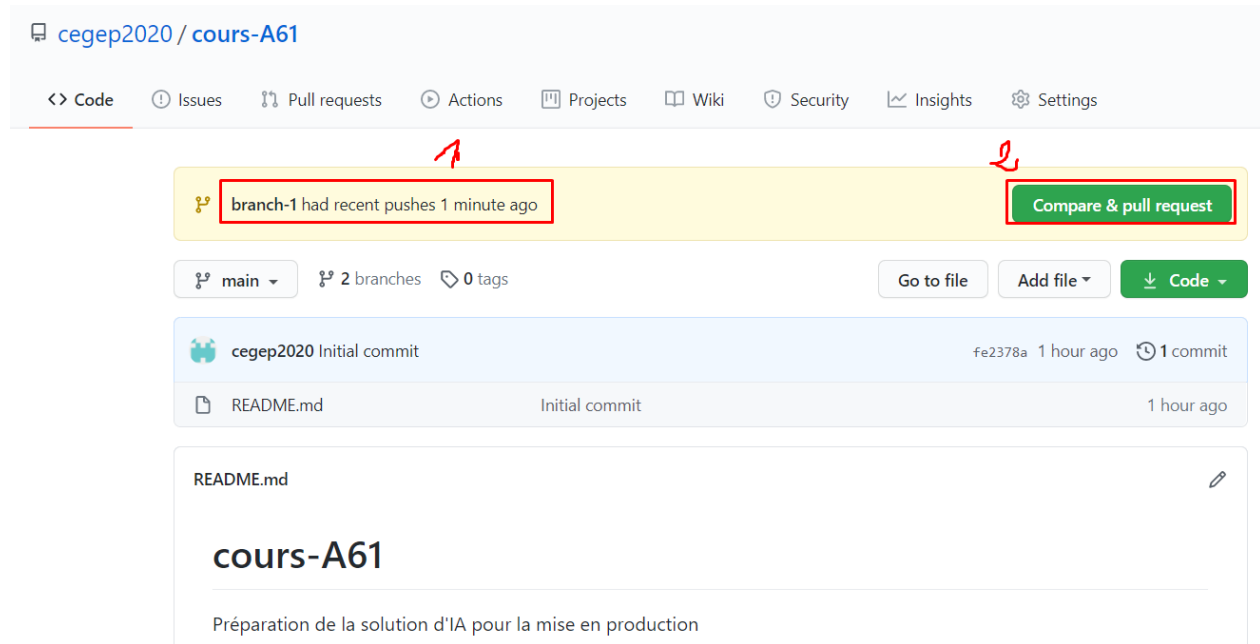 cegep2020 / cours-A61
Code Issues Pull requests Actions Projects Wiki Security Insights Settings
1 2.
branch-1 had recent pushes 1 minute ago Compare & pull request
main 2 branches 0 tags Go to file Add file Code
cegep2020 Initial commit fe2378a 1 hour ago 1 commit
README.md Initial commit 1 hour ago
README.md
cours-A61
Préparation de la solution d'IA pour la mise en production